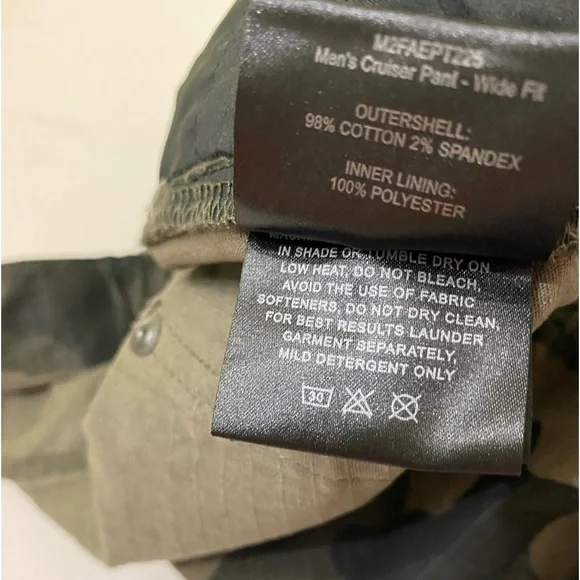 M2FAEPT225
Men's Cruiser Pant - Wide Fit
OUTERSHELL:
98% COTTON 2% SPANDEX
INNER LINING:
100% POLYESTER
IN SHADE OR TUMBLE DRY ON
LOW HEAT, DO NOT BLEACH,
AVOID THE USE OF FABRIC
SOFTENERS, DO NOT DRY CLEAN,
FOR BEST RESULTS LAUNDER
GARMENT SEPARATELY,
MILD DETERGENT ONLY
30